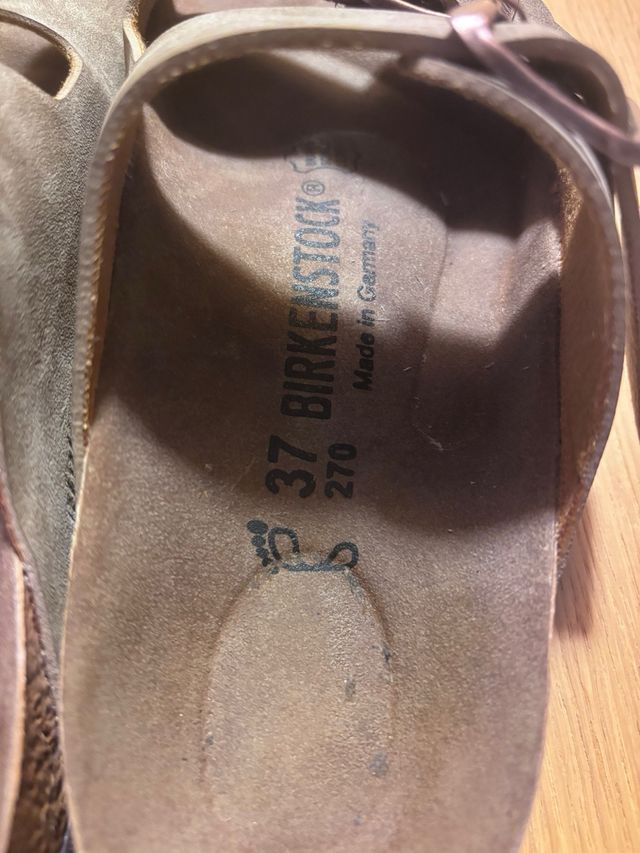 BIRKENSTOCK®
Made in Germany
37
270